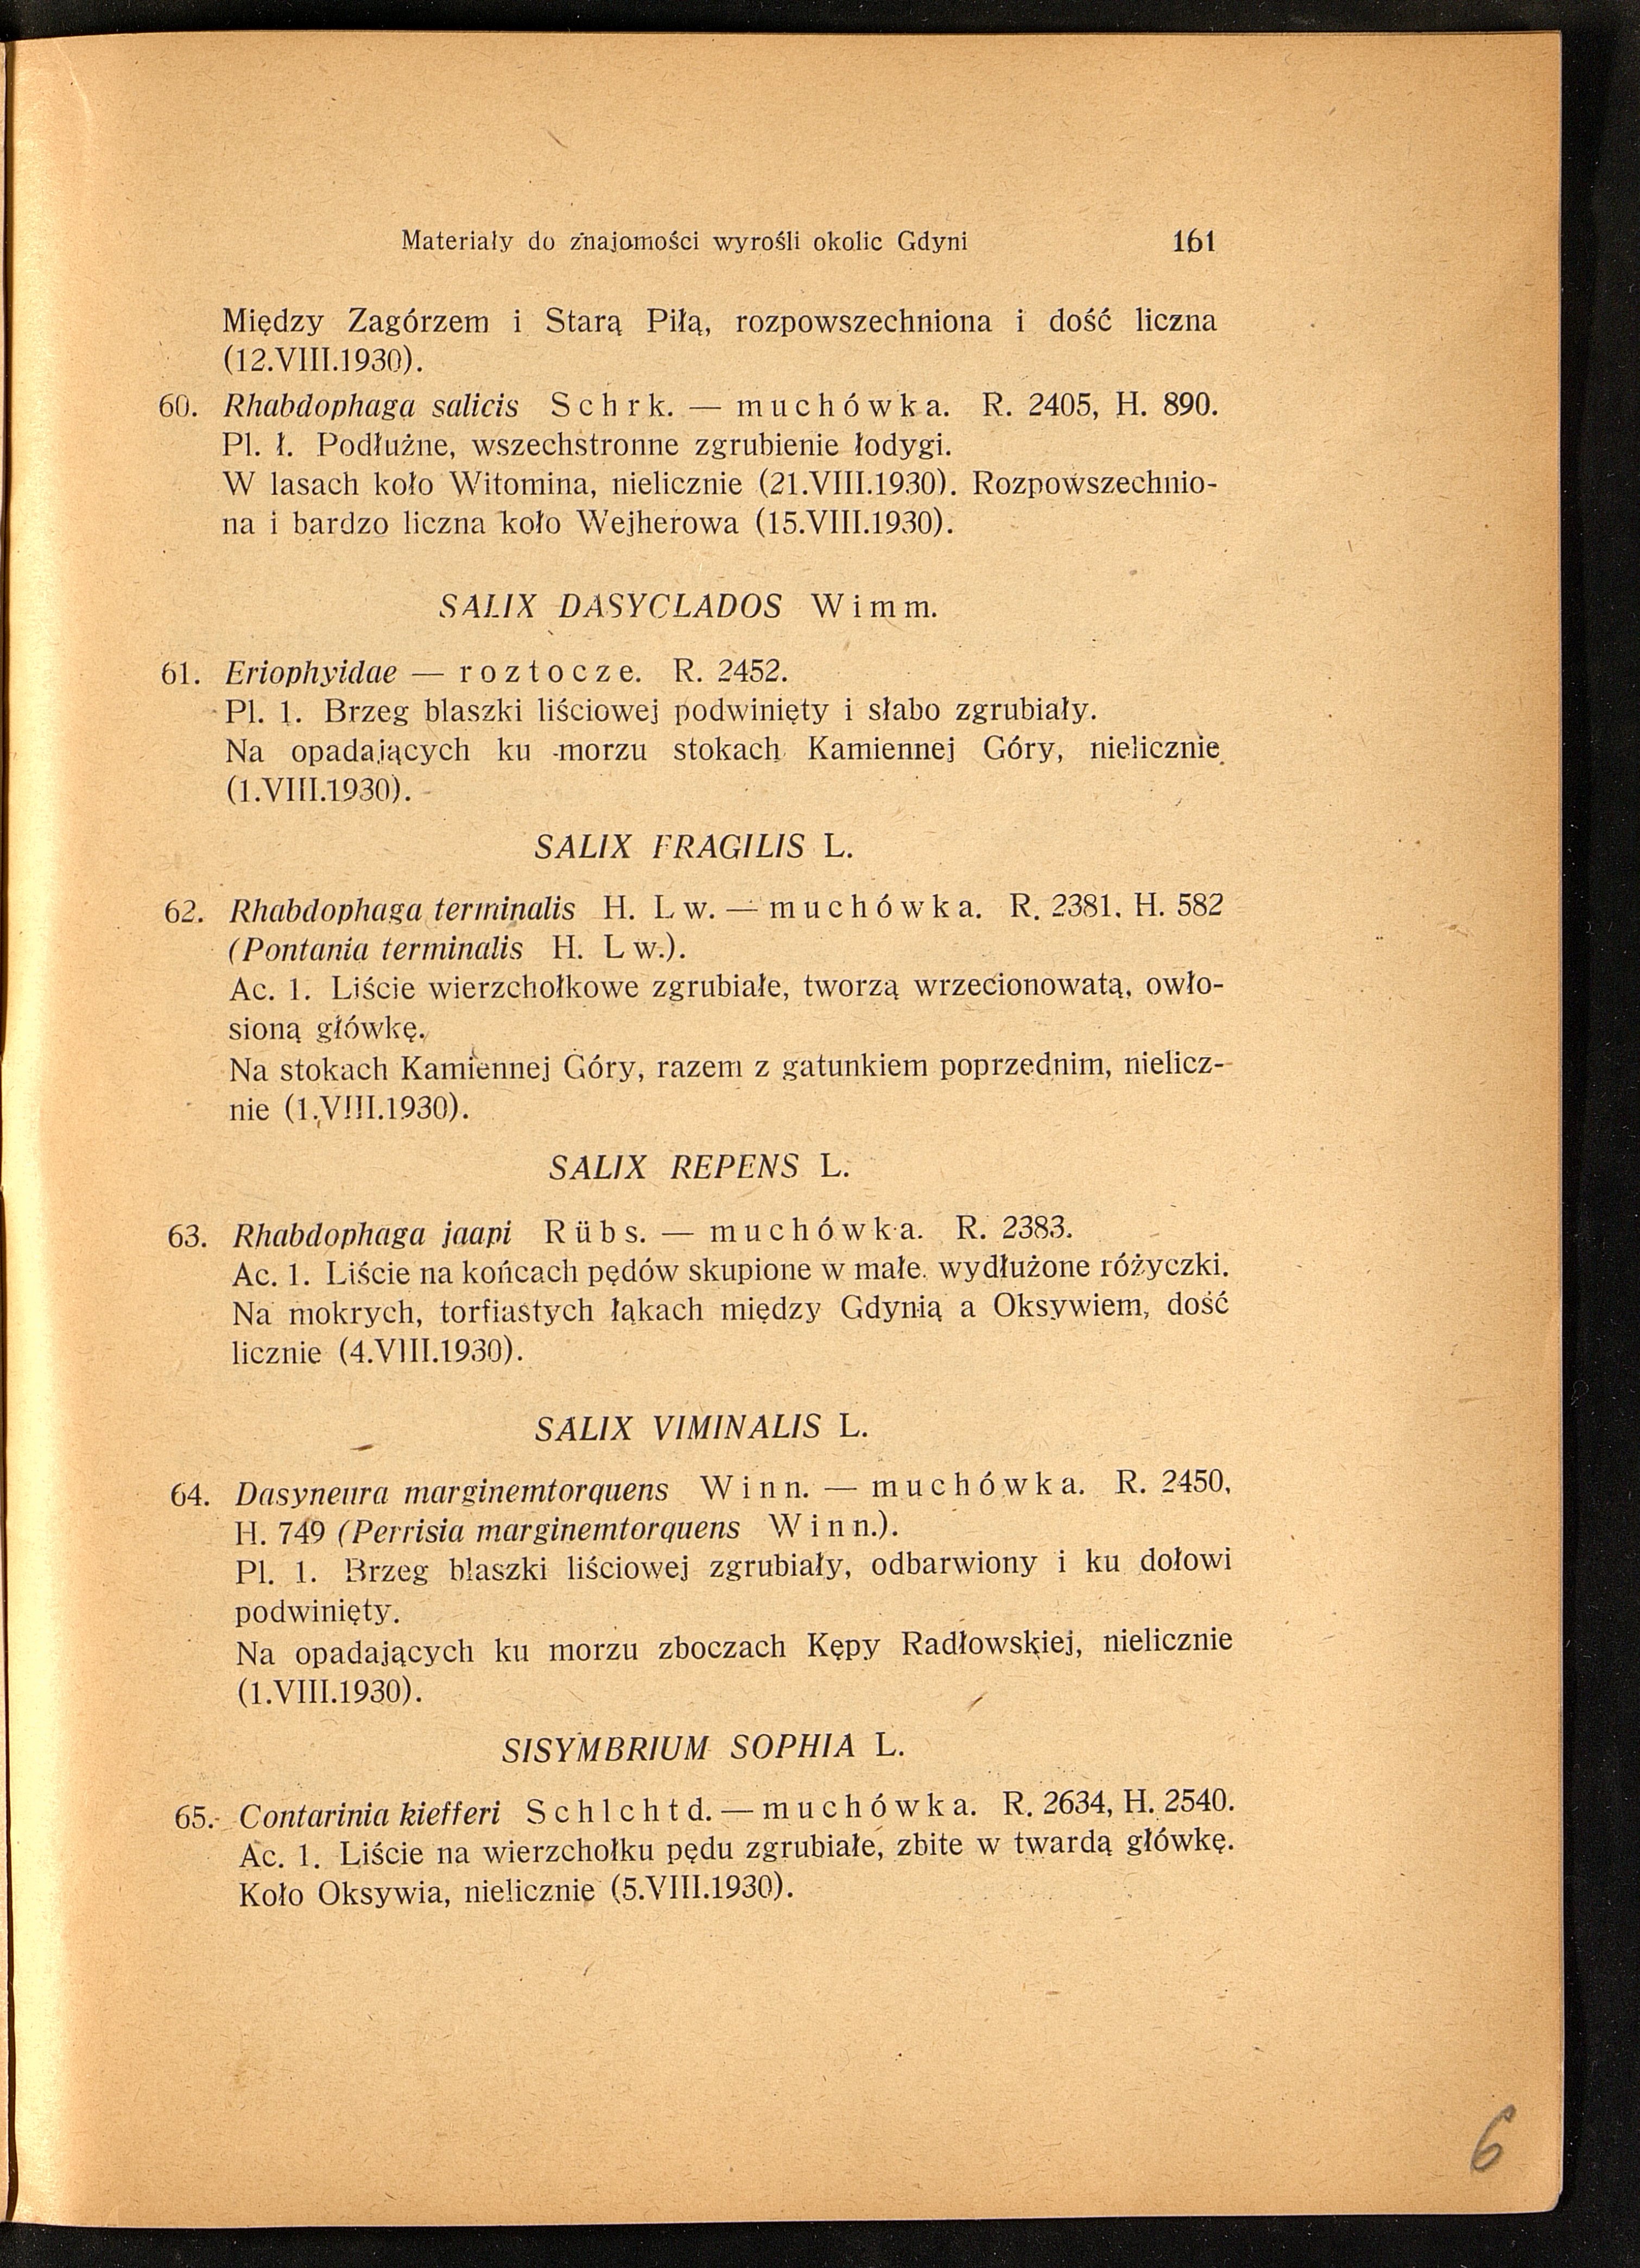 Materiały do znajomości wyrośli okolic Gdyni 161
Między Zagórzem i Starą Piłą, rozpowszechniona i dość liczna
(12.VIII.1930).
60. Rhabdophaga salicis Schrk. — muchówka. R. 2405, H. 890.
Pl. ł. Podłużne, wszechstronne zgrubienie łodygi.
W lasach koło Witomina, nielicznie (21.VIII.1930). Rozpowszechnio-
na i bardzo liczna koło Wejherowa (15.VIII.1930).
SALIX DASYCLADOS Wimm.
61. Eriophyidae — roztocze. R. 2452.
Pl. 1. Brzeg blaszki liściowej podwinięty i słabo zgrubiały.
Na opadających ku morzu stokach Kamiennej Góry, nielicznie
(1.VIII.1930).
SALIX FRAGILIS L.
62. Rhabdophaga terminalis H. Lw. — muchówka. R. 2381, H. 582
(Pontania terminalis H. Lw.).
Ac. 1. Liście wierzchołkowe zgrubiałe, tworzą wrzecionowatą, owło-
sioną główkę.
Na stokach Kamiennej Góry, razem z gatunkiem poprzednim, nielicz-
nie (1.VIII.1930).
SALIX REPENS L.
63. Rhabdophaga jaapi Rübs. — muchówka. R. 2383.
Ac. 1. Liście na końcach pędów skupione w małe, wydłużone różyczki.
Na mokrych, torfiastych łąkach między Gdynią a Oksywiem, dość
licznie (4.VIII.1930).
SALIX VIMINALIS L.
64. Dasyneura marginemtorquens Winn. — muchówka. R. 2450,
H. 749 (Perrisia marginemtorquens Winn.).
Pl. 1. Brzeg blaszki liściowej zgrubiały, odbarwiony i ku dołowi
podwinięty.
Na opadających ku morzu zboczach Kępy Radłowskiej, nielicznie
(1.VIII.1930).
SISYMBRIUM SOPHIA L.
65. Contarinia kiefferi Schlchtd. — muchówka. R. 2634, H. 2540.
Ac. 1. Liście na wierzchołku pędu zgrubiałe, zbite w twardą główkę.
Koło Oksywia, nielicznie (5.VIII.1930).
6